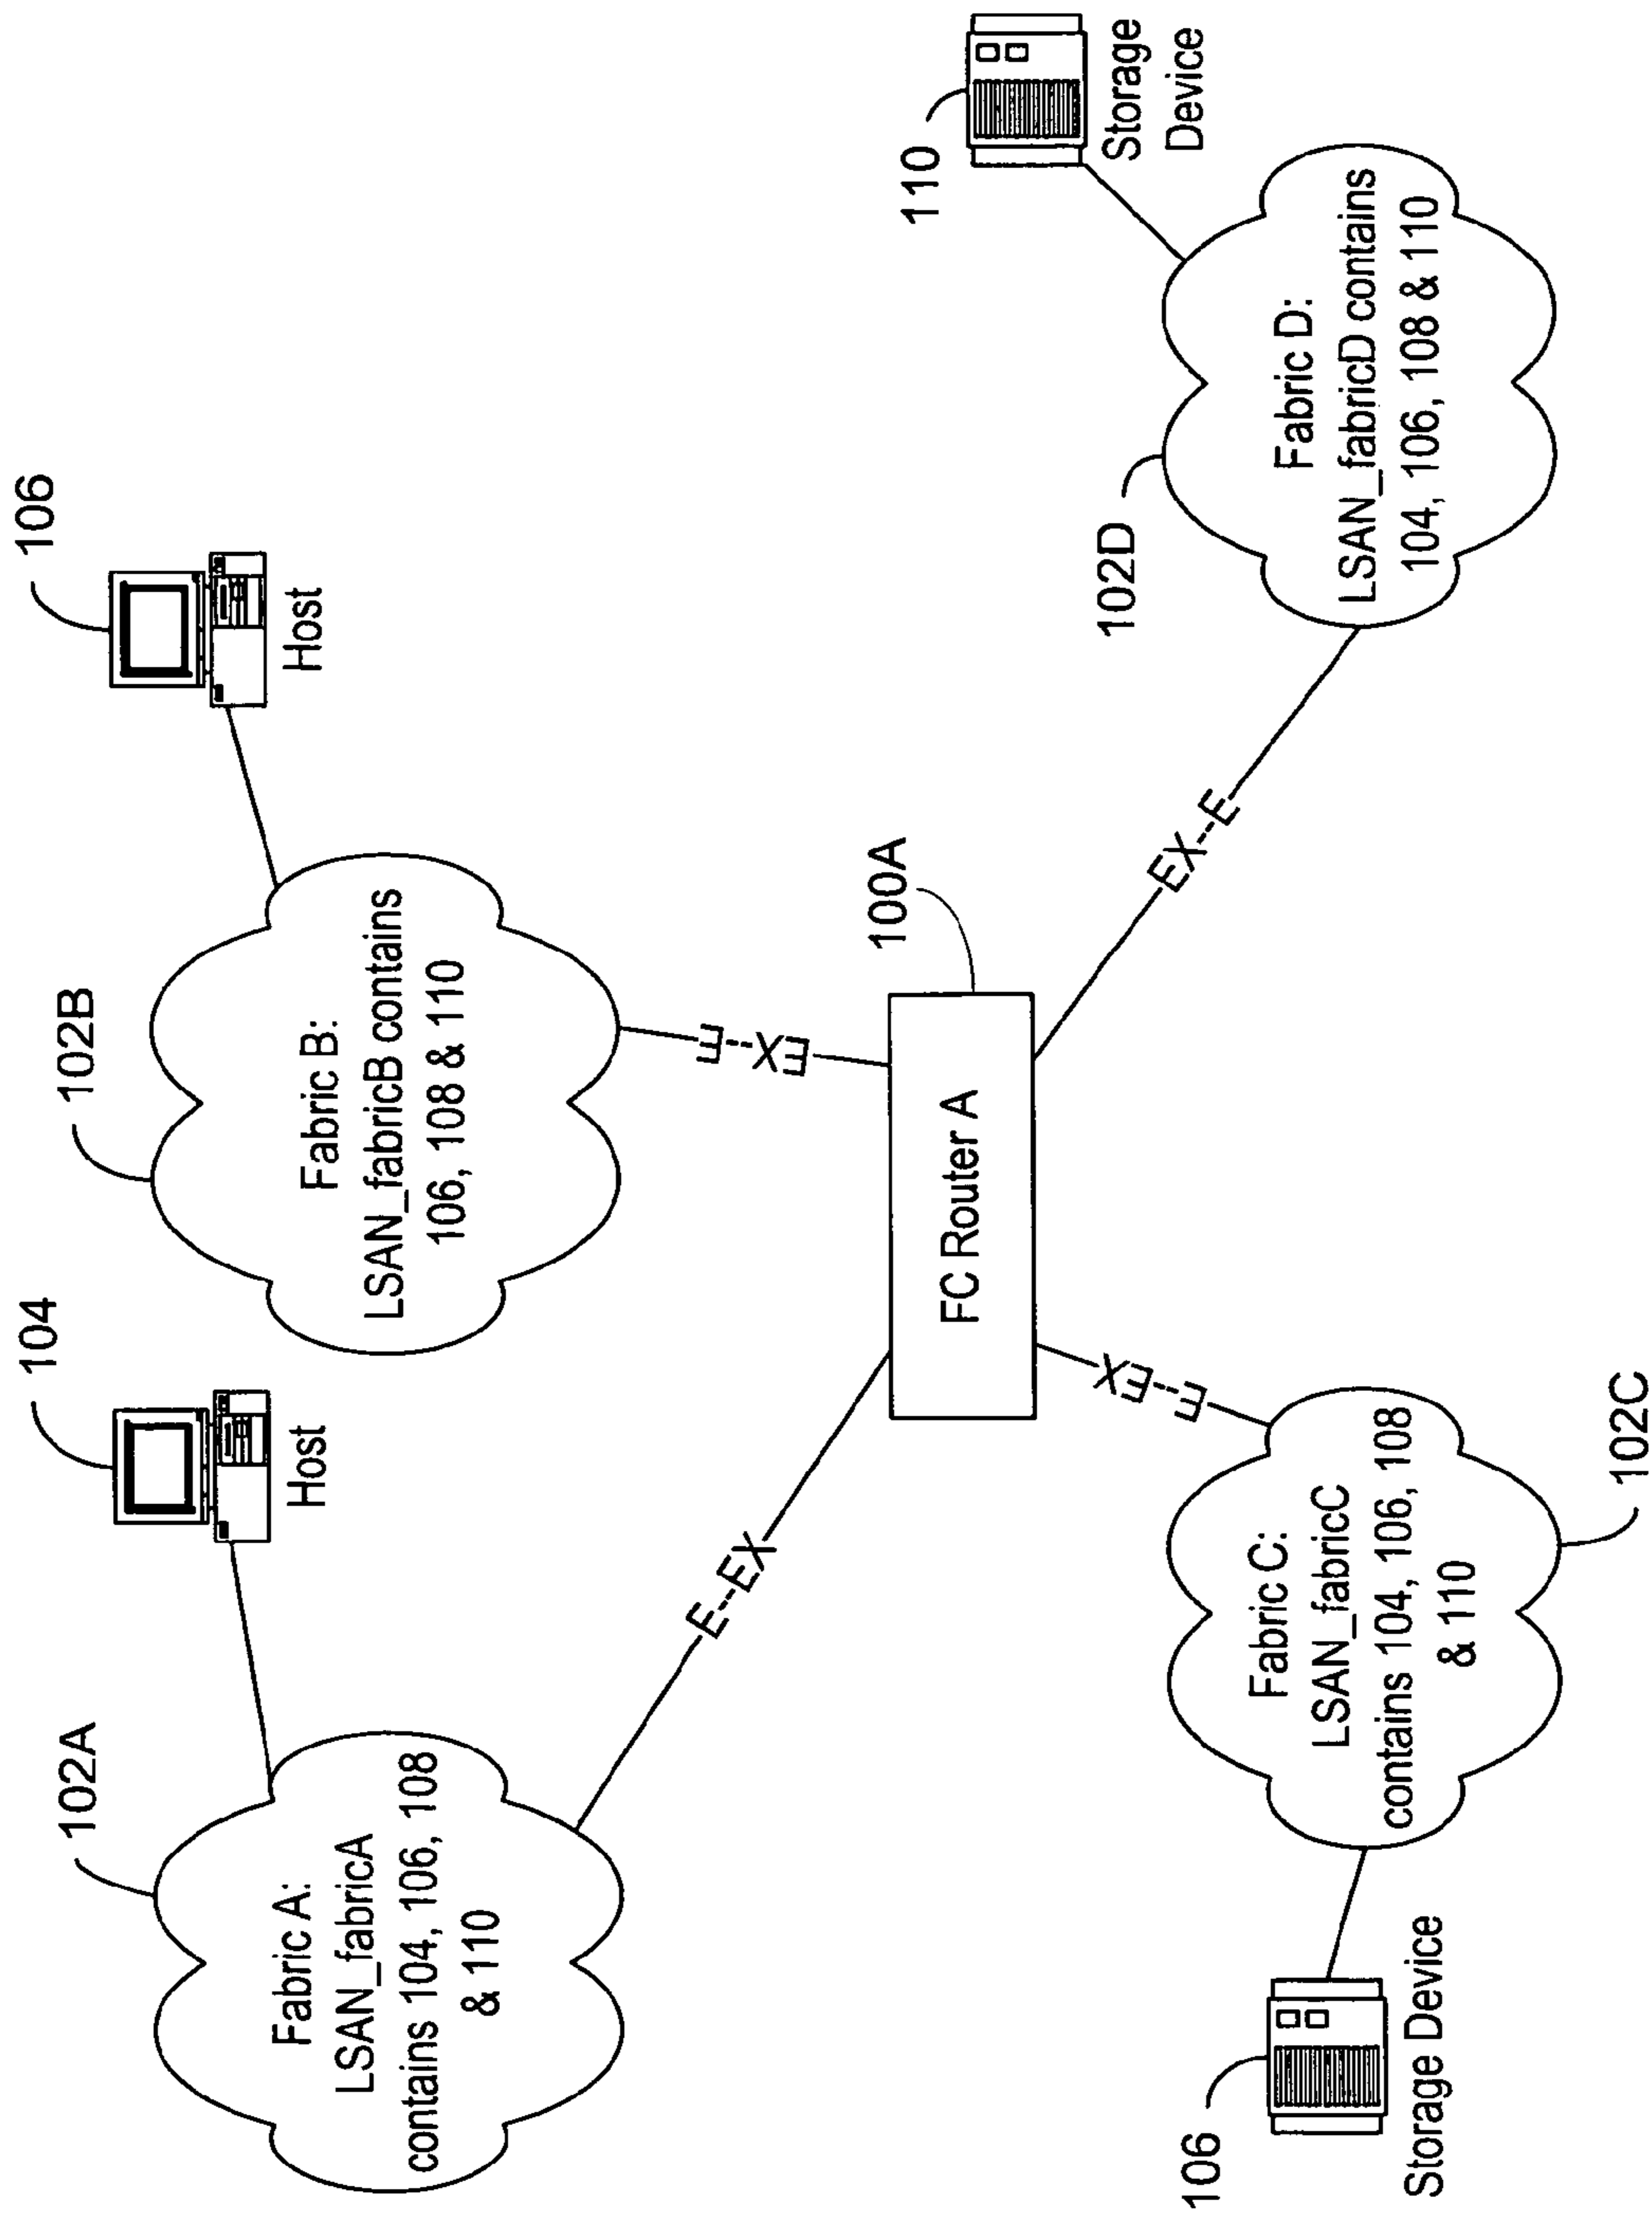 102A
104
102B
106
Host
Host
Fabric A:
LSAN_fabricA
contains 104, 106, 108
& 110
Fabric B:
LSAN_fabricB contains
106, 108 & 110
E--EX
E--EX
100A
FC Router A
EX--E
EX--E
106
Storage Device
Fabric C:
LSAN_fabricC
contains 104, 106, 108
& 110
102C
102D
Fabric D:
LSAN_fabricD contains
104, 106, 108 & 110
110
Storage
Device